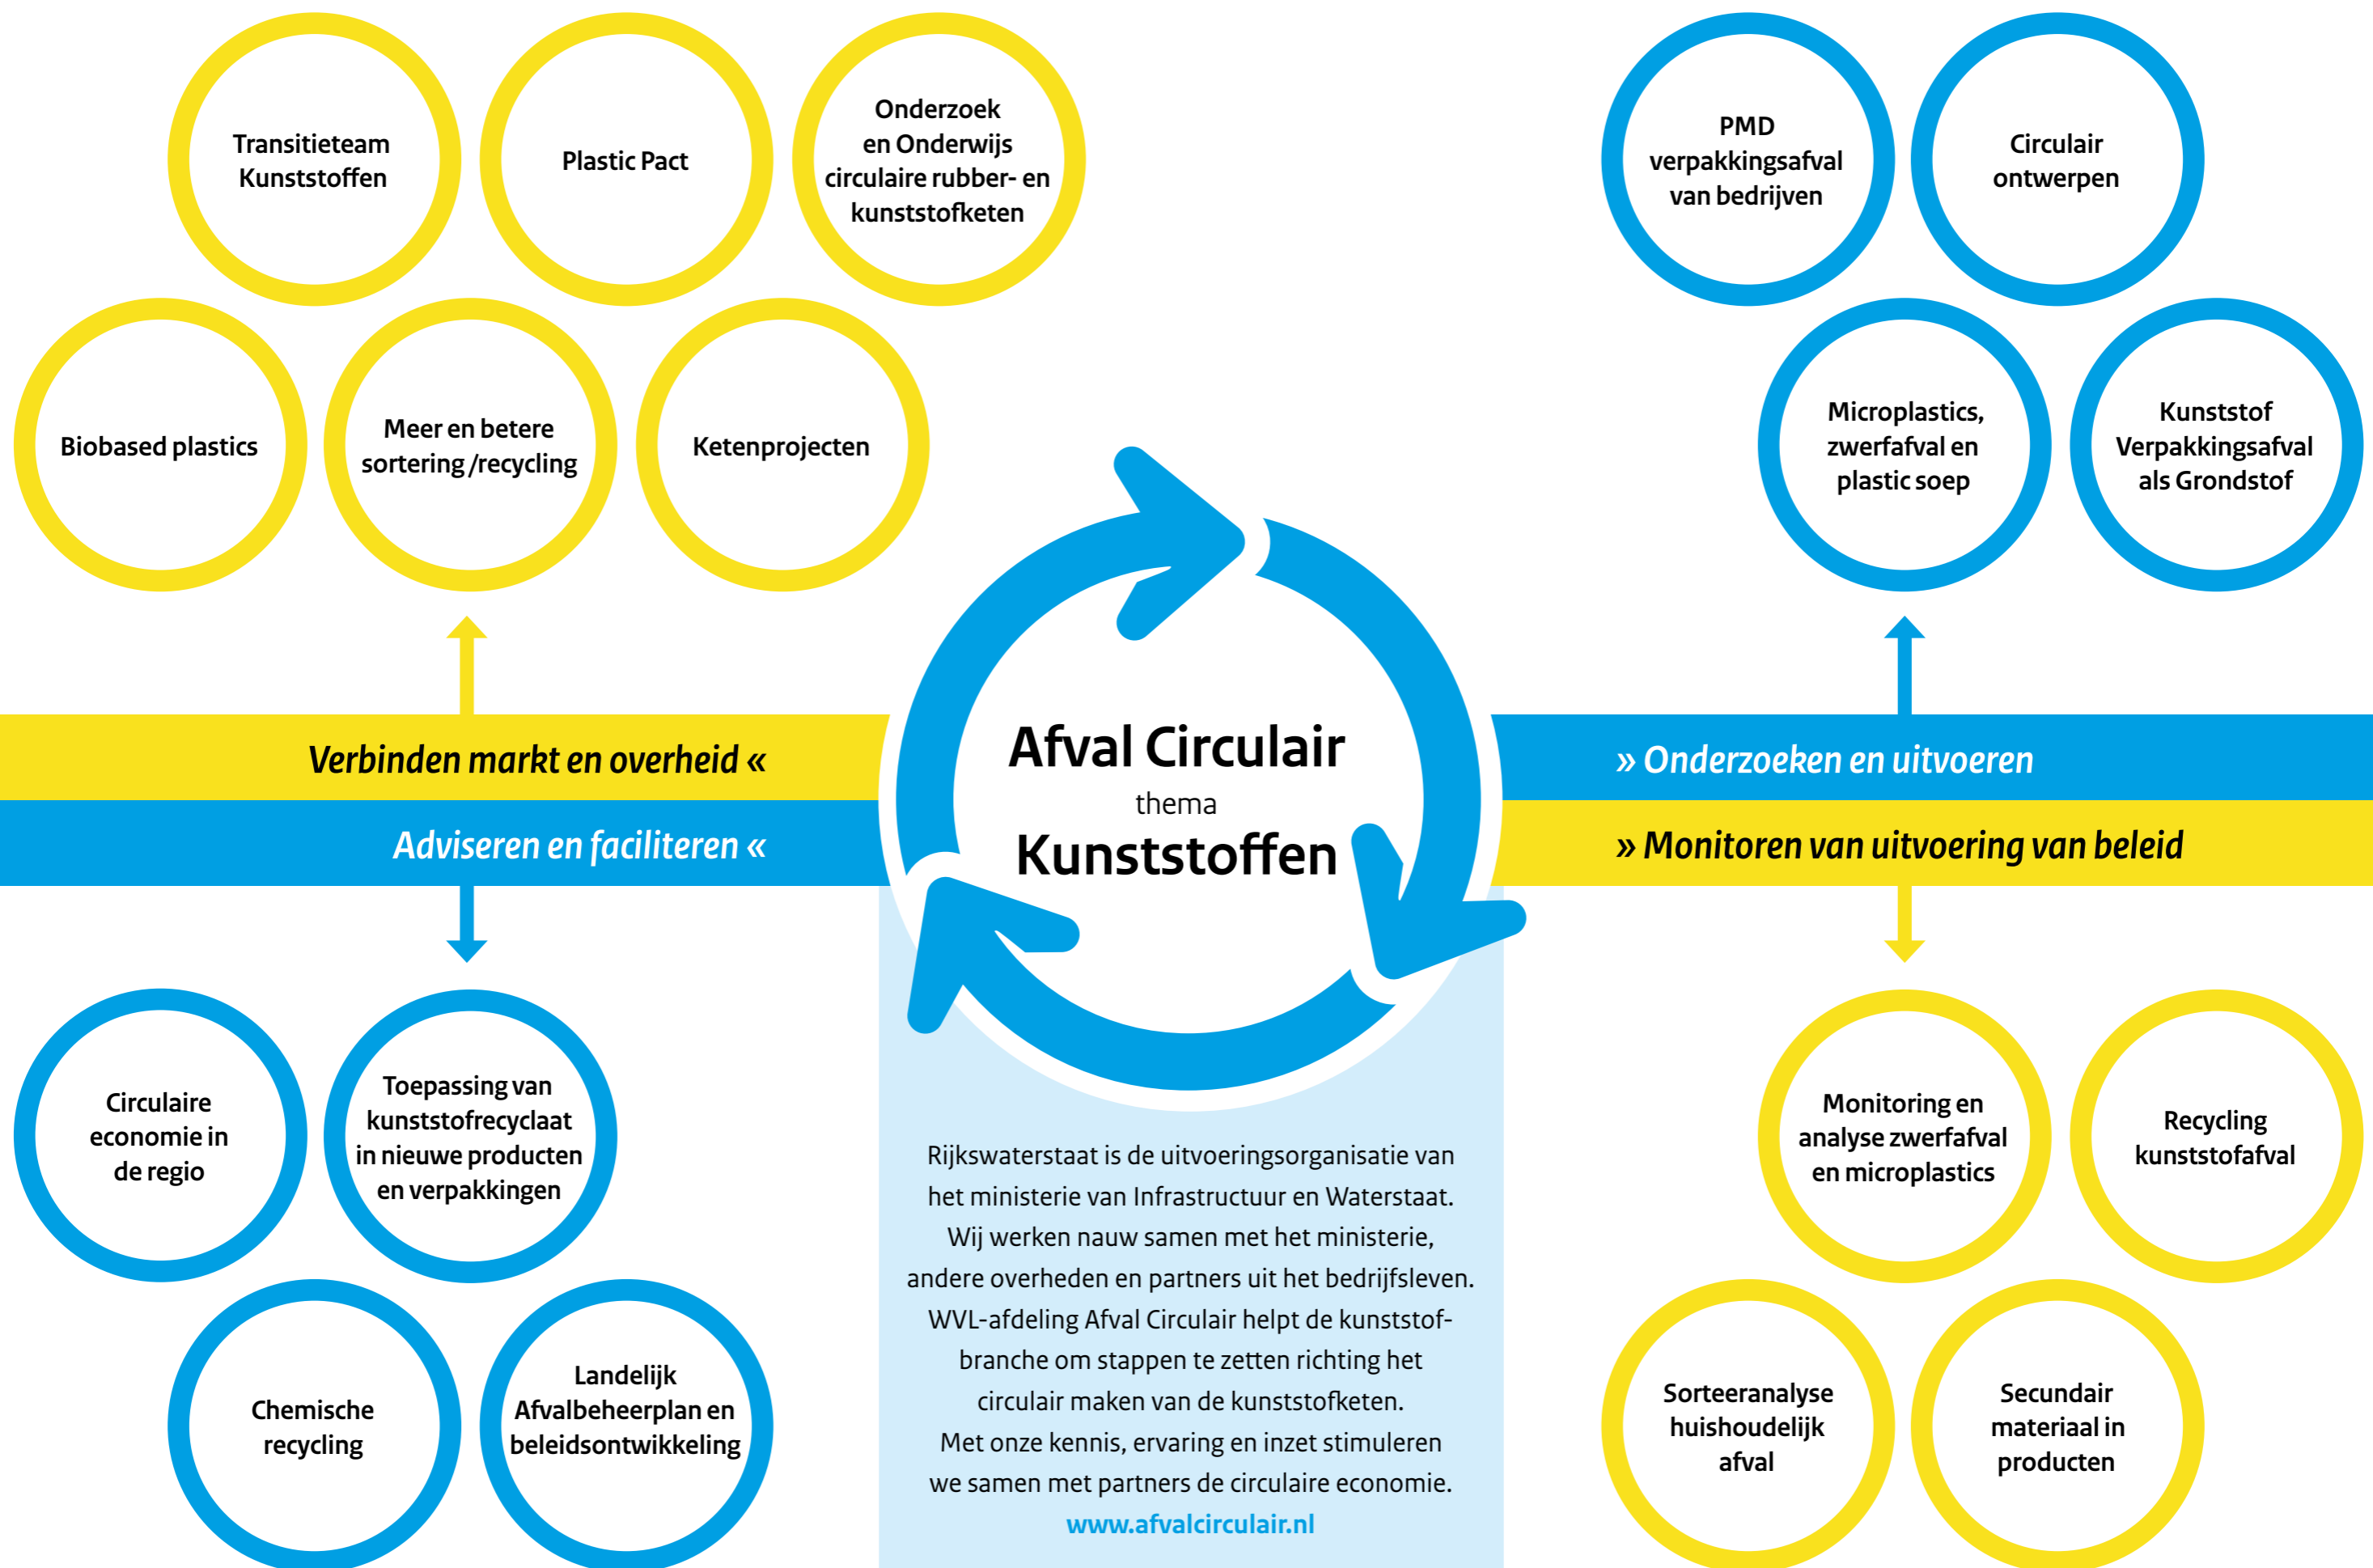 Transitieteam
Kunststoffen
Plastic Pact
Onderzoek
en Onderwijs
circulaire rubber- en
kunststofketen
Biobased plastics
Meer en betere
sortering /recycling
Ketenprojecten
PMD
verpakkingsafval
van bedrijven
Circulair
ontwerpen
Microplastics,
zwerfafval en
plastic soep
Kunststof
Verpakkingsafval
als Grondstof
Verbinden markt en overheid «
Adviseren en faciliteren «
Afval Circulair
thema
Kunststoffen
» Onderzoeken en uitvoeren
» Monitoren van uitvoering van beleid
Circulaire
economie in
de regio
Toepassing van
kunststofrecyclaat
in nieuwe producten
en verpakkingen
Chemische
recycling
Landelijk
Afvalbeheerplan en
beleidsontwikkeling
Rijkswaterstaat is de uitvoeringsorganisatie van
het ministerie van Infrastructuur en Waterstaat.
Wij werken nauw samen met het ministerie,
andere overheden en partners uit het bedrijfsleven.
WVL-afdeling Afval Circulair helpt de kunststof-
branche om stappen te zetten richting het
circulair maken van de kunststofketen.
Met onze kennis, ervaring en inzet stimuleren
we samen met partners de circulaire economie.
www.afvalcirculair.nl
Monitoring en
analyse zwerfafval
en microplastics
Recycling
kunststofafval
Sorteeranalyse
huishoudelijk
afval
Secundair
materiaal in
producten